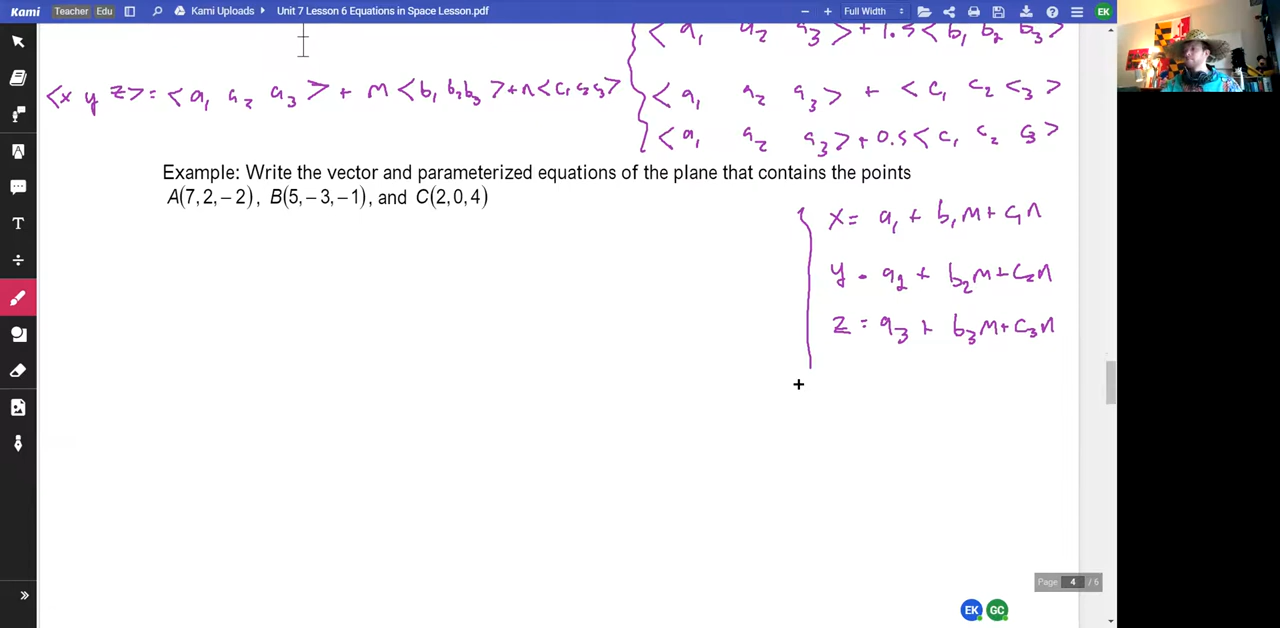 Kami Teacher Edu Kami Uploads Unit 7 Lesson 6 Equations in Space Lesson.pdf Full Width EK
< a₁ a₂ a₃ > + 1.5 < b₁ b₂ b₃ >
<x y z> = < a₁ a₂ a₃ > + m < b₁ b₂ b₃ > + n < c₁ c₂ c₃ >
< a₁ a₂ a₃ > + < c₁ c₂ c₃ >
< a₁ a₂ a₃ > + 0.5 < c₁ c₂ c₃ >
Example: Write the vector and parameterized equations of the plane that contains the points
A(7, 2, – 2), B(5, – 3, – 1), and C(2, 0, 4)
x = a₁ + b₁m + c₁n
y = a₂ + b₂m + c₂n
z = a₃ + b₃m + c₃n
Page 4 / 6
EK GC